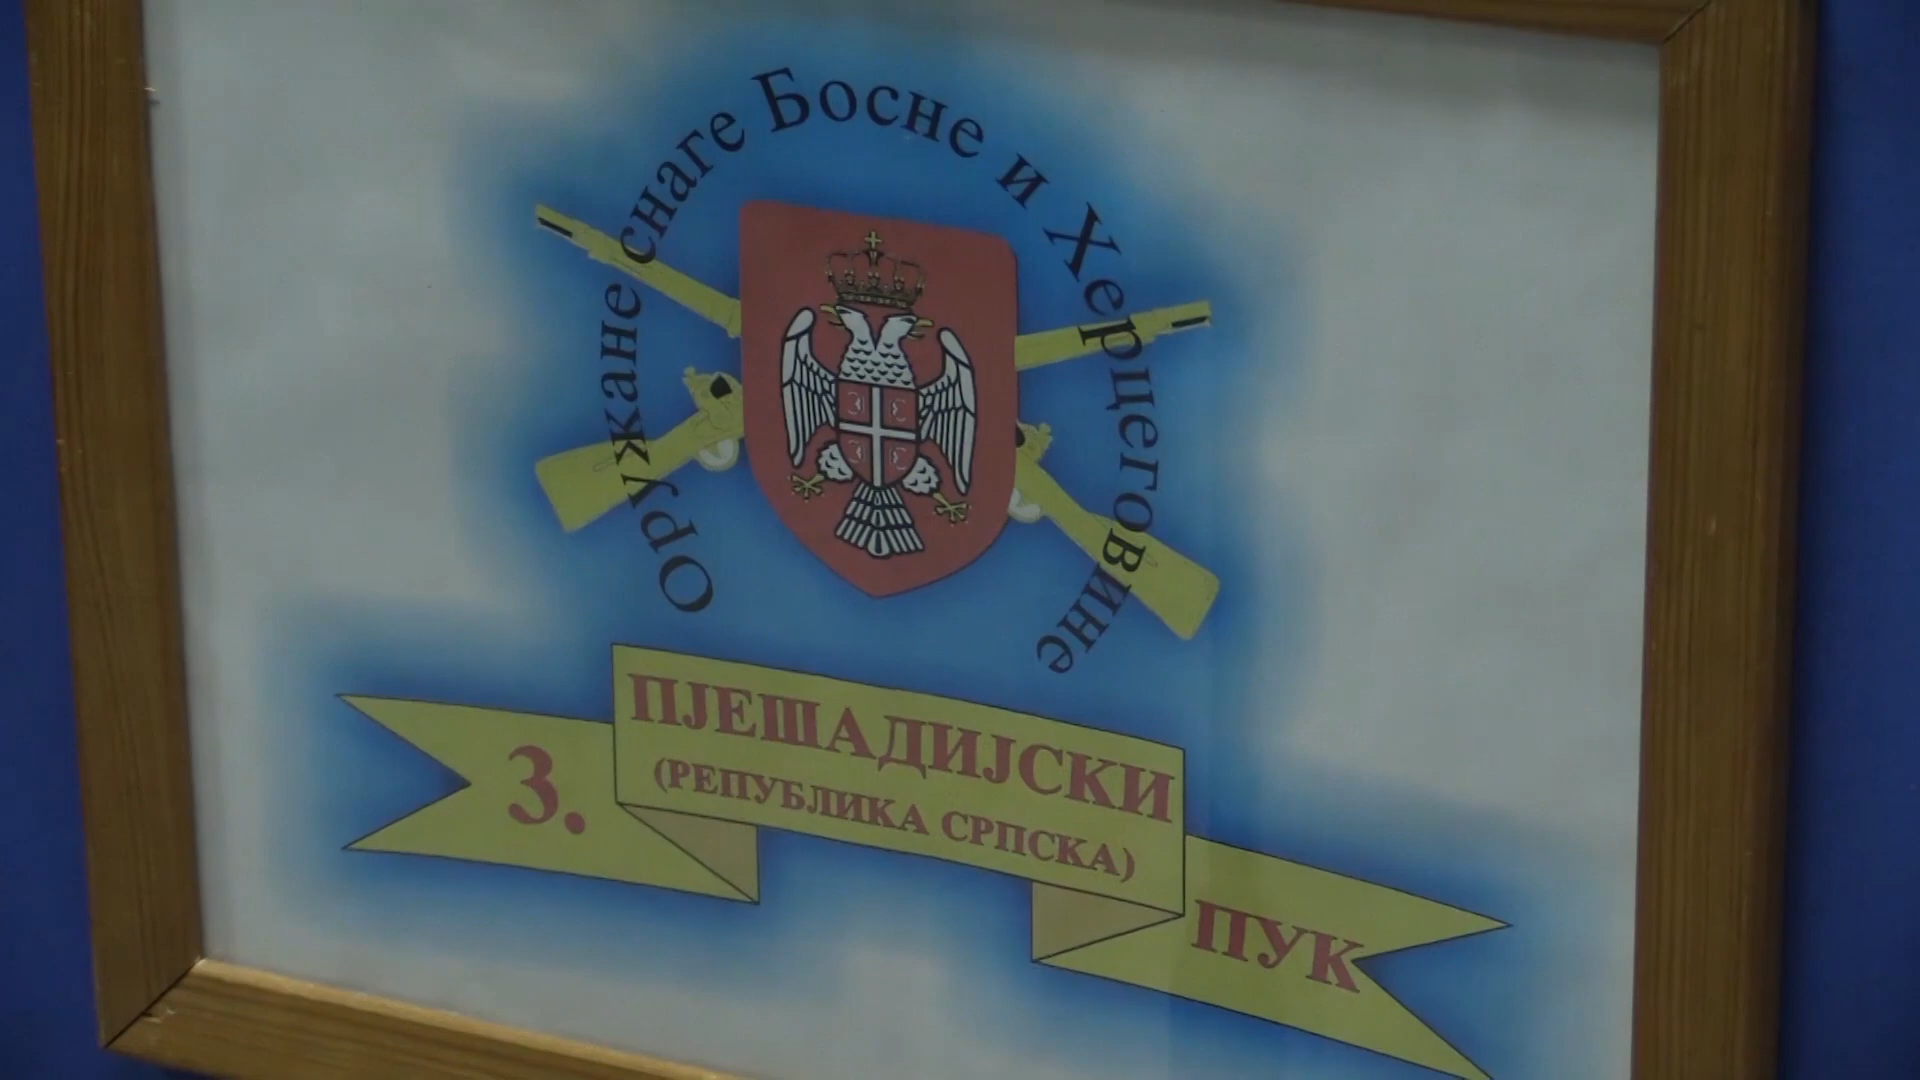 Оружане снаге Босне и Херцеговине
3.
ПЈЕШАДИЈСКИ
(РЕПУБЛИКА СРПСКА)
ПУК